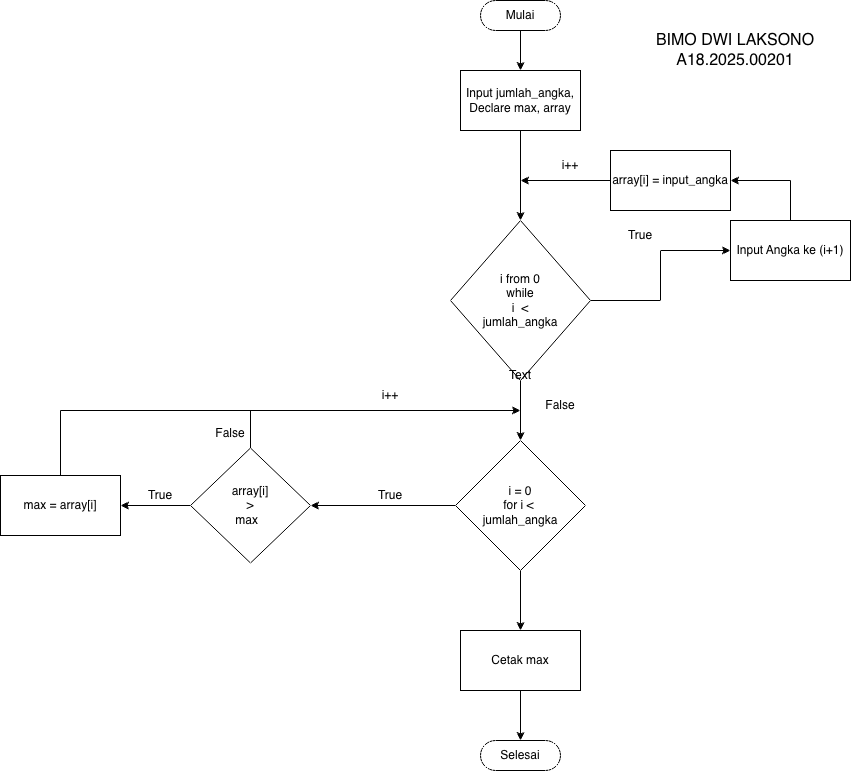 Mulai
BIMO DWI LAKSONO
A18.2025.00201
Input jumlah_angka,
Declare max, array
i++
array[i] = input_angka
True
Input Angka ke (i+1)
i from 0
while
i <
jumlah_angka
Text
i++
False
False
array[i]
>
max
True
max = array[i]
True
i = 0
for i <
jumlah_angka
Cetak max
Selesai